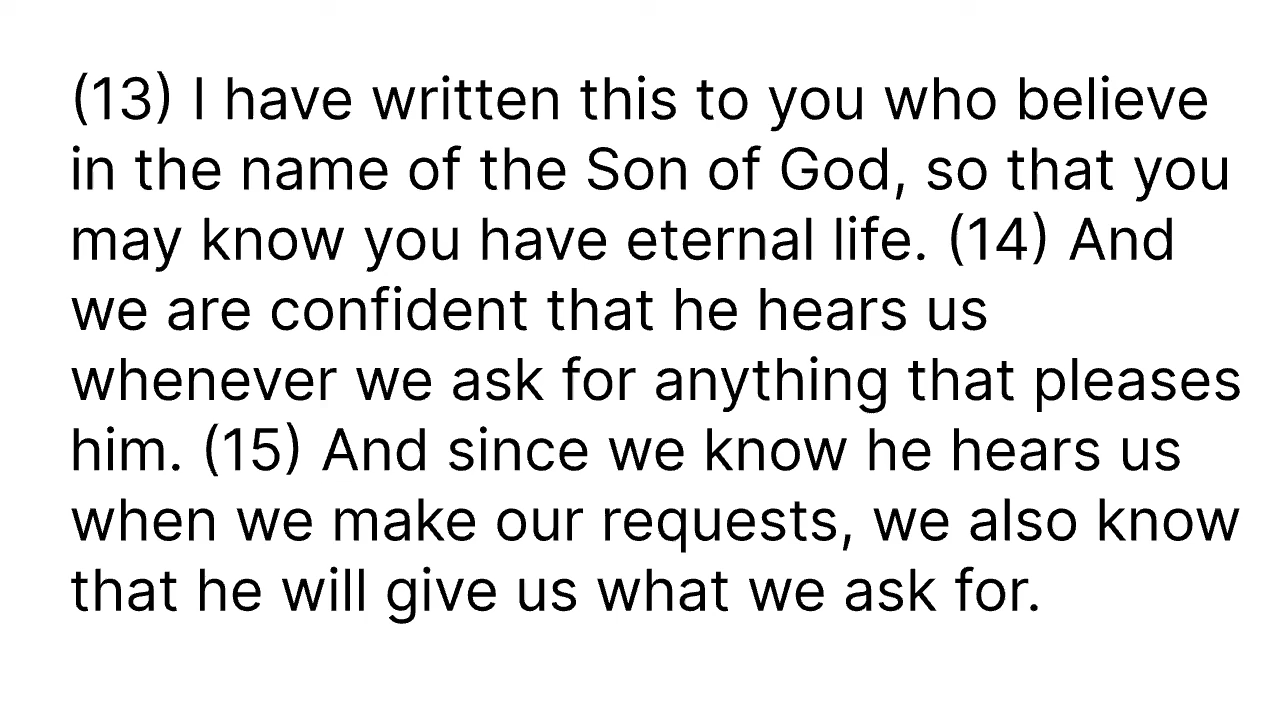 (13) I have written this to you who believe
in the name of the Son of God, so that you
may know you have eternal life. (14) And
we are confident that he hears us
whenever we ask for anything that pleases
him. (15) And since we know he hears us
when we make our requests, we also know
that he will give us what we ask for.